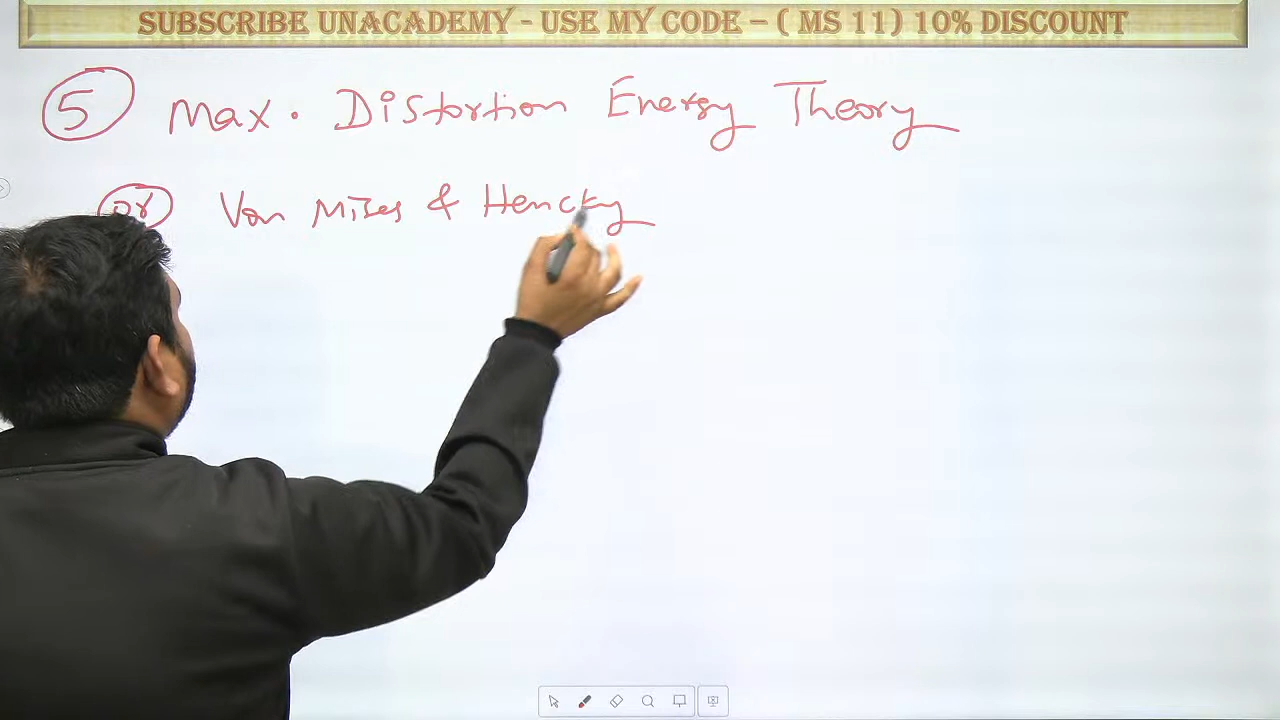 SUBSCRIBE UNACADEMY - USE MY CODE – ( MS 11) 10% DISCOUNT
5 Max. Distortion Energy Theory
or Von Mises & Hencky